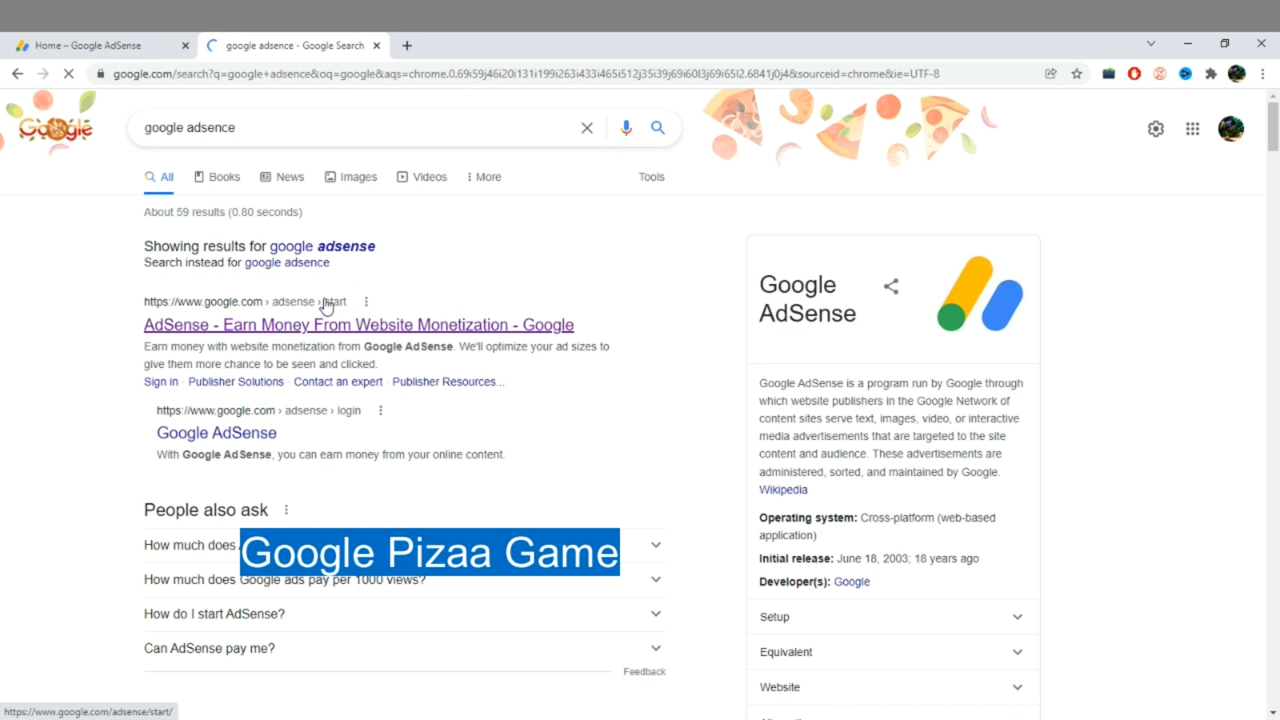 Home – Google AdSense
google adsence - Google Search
google.com/search?q=google+adsence&oq=google&aqs=chrome.0.69i59j46i20i131i199i263i433i465i512j35i39j69i60l3j69i65l2.6841j0j4&sourceid=chrome&ie=UTF-8
Google
google adsence
All
Books
News
Images
Videos
More
Tools
About 59 results (0.80 seconds)
Showing results for google adsense
Search instead for google adsence
https://www.google.com › adsense › start
AdSense - Earn Money From Website Monetization - Google
Earn money with website monetization from Google AdSense. We'll optimize your ad sizes to
give them more chance to be seen and clicked.
Sign in · Publisher Solutions · Contact an expert · Publisher Resources...
https://www.google.com › adsense › login
Google AdSense
With Google AdSense, you can earn money from your online content.
People also ask
How much does
Google Pizaa Game
How much does Google ads pay per 1000 views?
How do I start AdSense?
Can AdSense pay me?
Feedback
Google
AdSense
Google AdSense is a program run by Google through
which website publishers in the Google Network of
content sites serve text, images, video, or interactive
media advertisements that are targeted to the site
content and audience. These advertisements are
administered, sorted, and maintained by Google.
Wikipedia
Operating system: Cross-platform (web-based
application)
Initial release: June 18, 2003; 18 years ago
Developer(s): Google
Setup
Equivalent
Website
https://www.google.com/adsense/start/